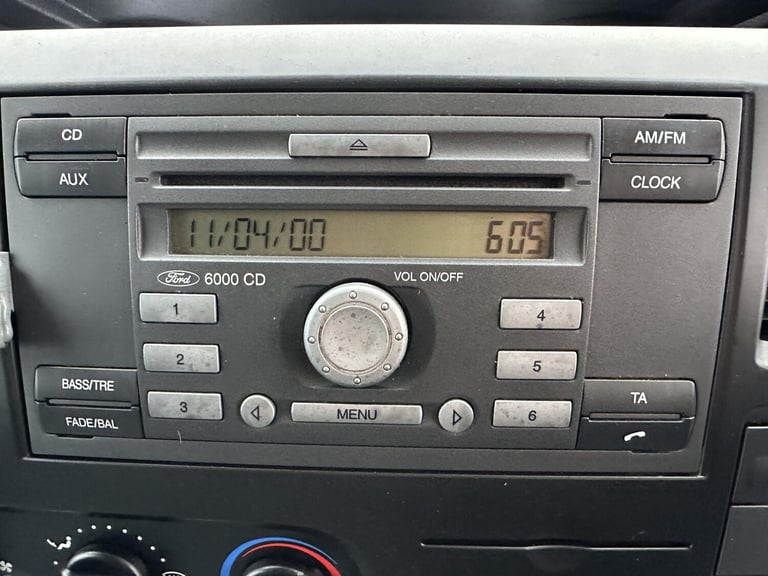 CD
AM/FM
AUX
CLOCK
11/04/00 605
Ford 6000 CD VOL ON/OFF
1
4
2
5
BASS/TRE
TA
3
MENU
6
FADE/BAL